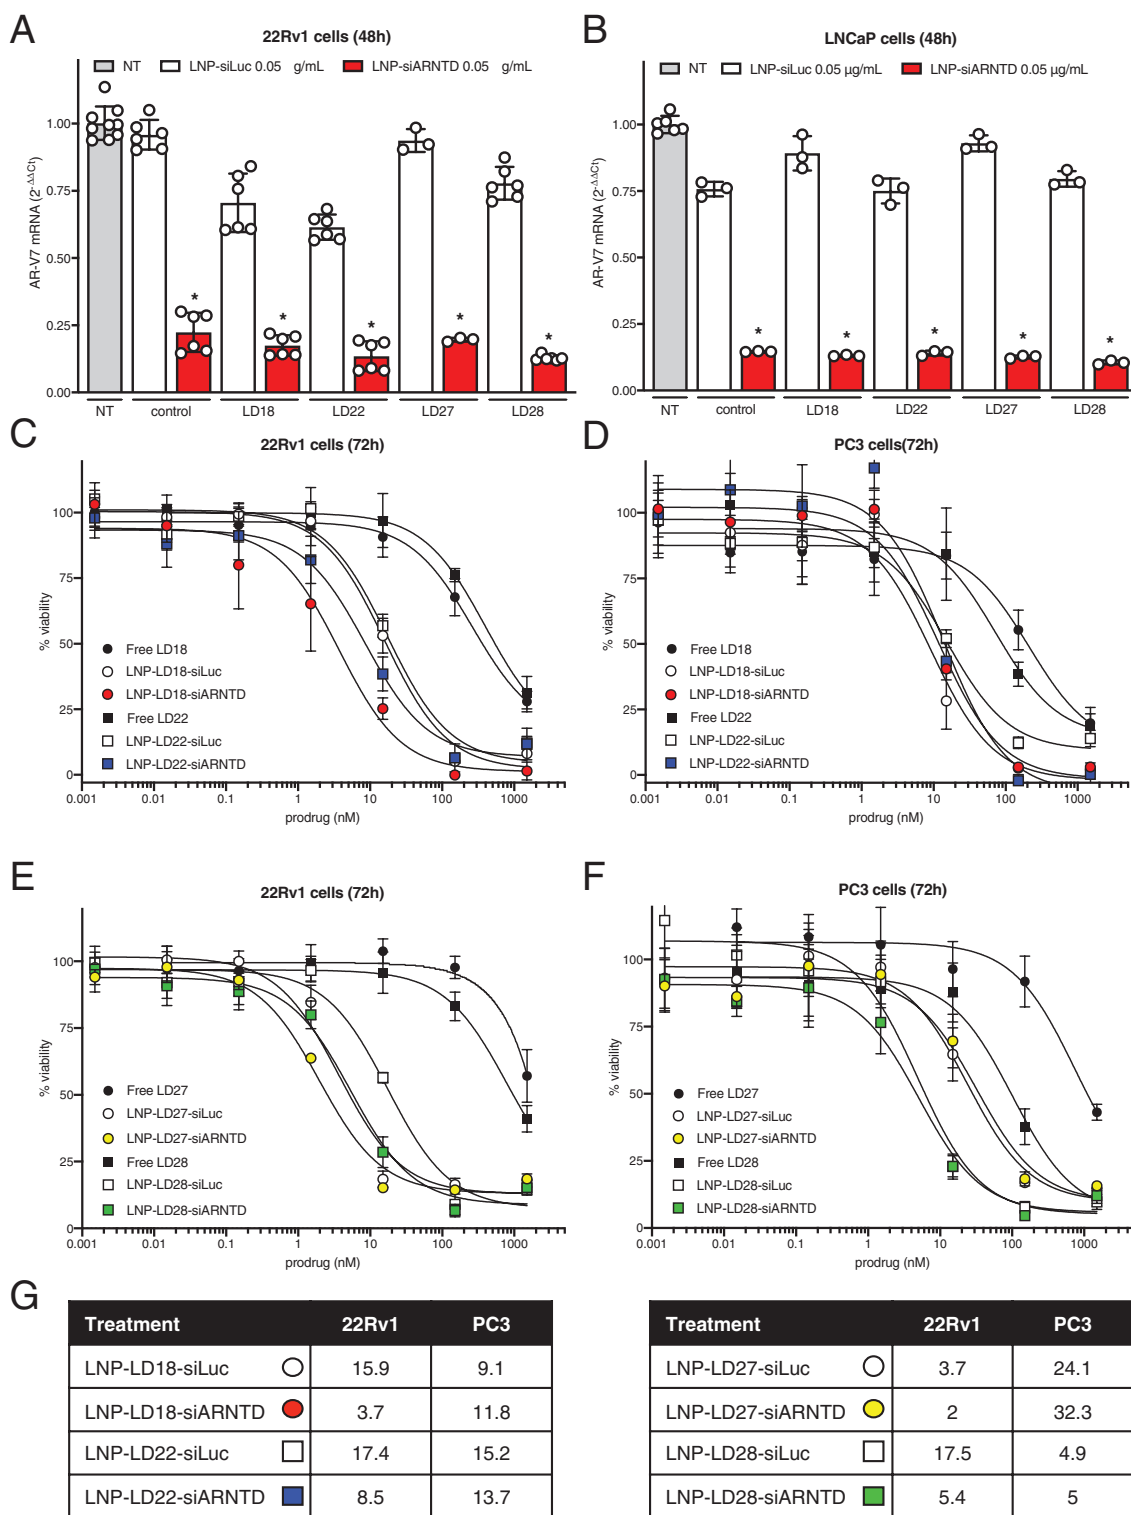 A
22Rv1 cells (48h)
NT
LNP-siLuc 0.05 g/mL
LNP-siARNTD 0.05 g/mL
AR-V7 mRNA (2^-ΔΔCt)
1.00
0.75
0.50
0.25
0.00
* * * * *
NT control LD18 LD22 LD27 LD28
B
LNCaP cells (48h)
NT
LNP-siLuc 0.05 µg/mL
LNP-siARNTD 0.05 µg/mL
AR-V7 mRNA (2^-ΔΔCt)
1.00
0.75
0.50
0.25
0.00
* * * * *
NT control LD18 LD22 LD27 LD28
C
22Rv1 cells (72h)
% viability
100
75
50
25
0
Free LD18
LNP-LD18-siLuc
LNP-LD18-siARNTD
Free LD22
LNP-LD22-siLuc
LNP-LD22-siARNTD
0.001 0.01 0.1 1 10 100 1000
prodrug (nM)
D
PC3 cells(72h)
% viability
100
75
50
25
0
Free LD18
LNP-LD18-siLuc
LNP-LD18-siARNTD
Free LD22
LNP-LD22-siLuc
LNP-LD22-siARNTD
0.001 0.01 0.1 1 10 100 1000
prodrug (nM)
E
22Rv1 cells (72h)
% viability
100
75
50
25
0
Free LD27
LNP-LD27-siLuc
LNP-LD27-siARNTD
Free LD28
LNP-LD28-siLuc
LNP-LD28-siARNTD
0.001 0.01 0.1 1 10 100 1000
prodrug (nM)
F
PC3 cells (72h)
% viability
100
75
50
25
0
Free LD27
LNP-LD27-siLuc
LNP-LD27-siARNTD
Free LD28
LNP-LD28-siLuc
LNP-LD28-siARNTD
0.001 0.01 0.1 1 10 100 1000
prodrug (nM)
G
Treatment 22Rv1 PC3
LNP-LD18-siLuc 15.9 9.1
LNP-LD18-siARNTD 3.7 11.8
LNP-LD22-siLuc 17.4 15.2
LNP-LD22-siARNTD 8.5 13.7
Treatment 22Rv1 PC3
LNP-LD27-siLuc 3.7 24.1
LNP-LD27-siARNTD 2 32.3
LNP-LD28-siLuc 17.5 4.9
LNP-LD28-siARNTD 5.4 5